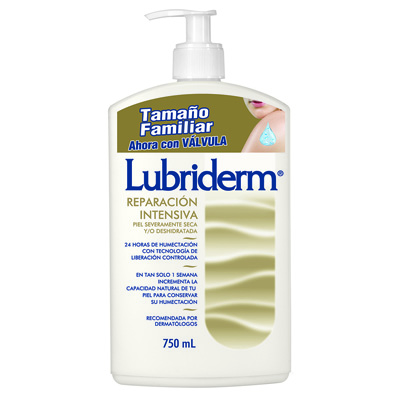 Tamaño
Familiar
Ahora con VÁLVULA
Lubriderm®
REPARACIÓN
INTENSIVA
PIEL SEVERAMENTE SECA
Y/O DESHIDRATADA
24 HORAS DE HUMECTACIÓN
CON TECNOLOGÍA DE
LIBERACIÓN CONTROLADA
EN TAN SOLO 1 SEMANA
INCREMENTA LA
CAPACIDAD NATURAL DE TU
PIEL PARA CONSERVAR
SU HUMECTACIÓN
RECOMENDADA POR
DERMATÓLOGOS
750 mL